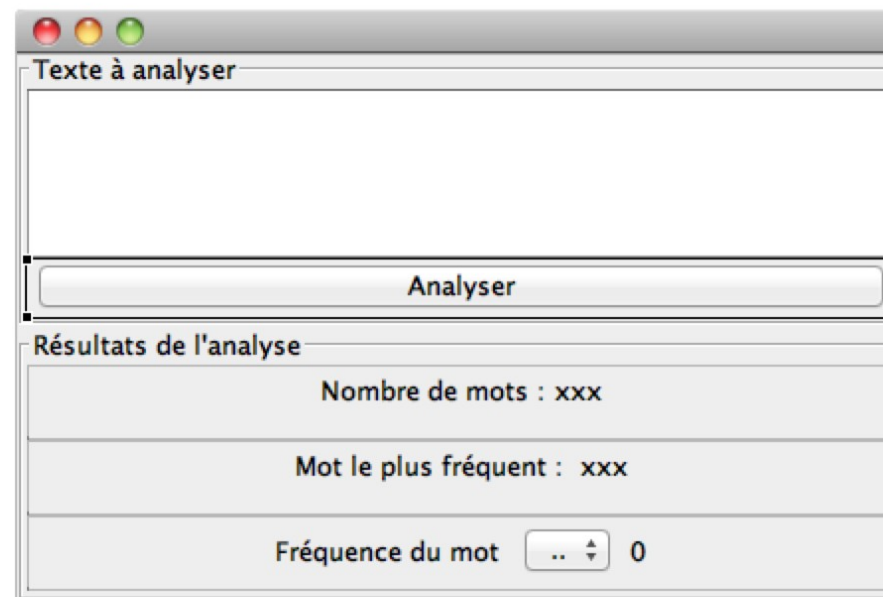 Texte à analyser
Analyser
Résultats de l'analyse
Nombre de mots : xxx
Mot le plus fréquent : xxx
Fréquence du mot .. 0